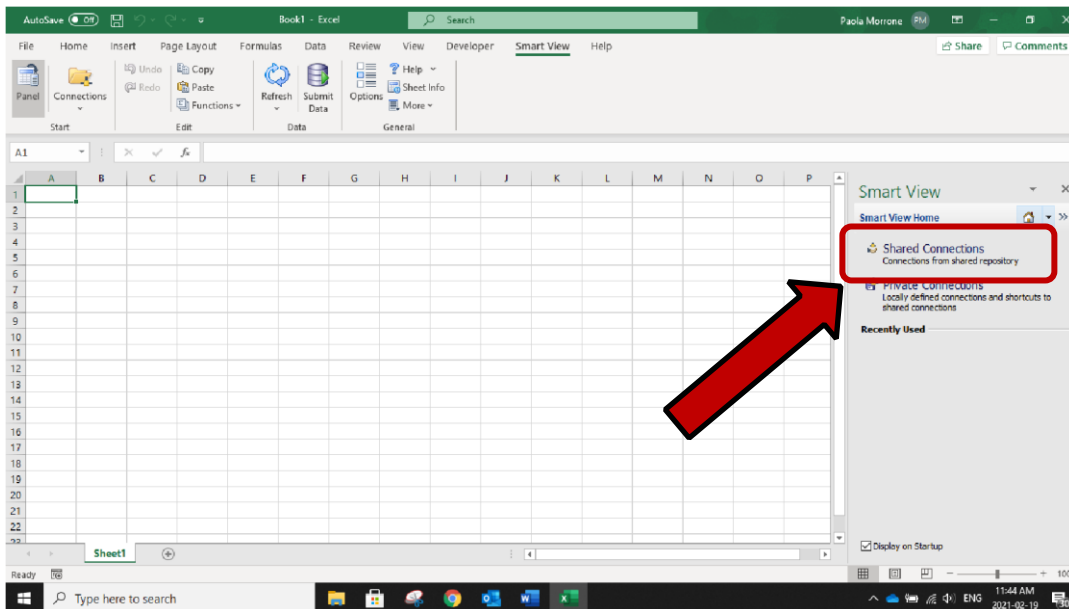 AutoSave Off Book1 - Excel Search Paola Morrone PM
File Home Insert Page Layout Formulas Data Review View Developer Smart View Help Share Comments
Panel Connections Undo Redo Copy Paste Functions Refresh Submit Data Options Help Sheet Info More
Start Edit Data General
A1 fx
A B C D E F G H I J K L M N O P
1
2
3
4
5
6
7
8
9
10
11
12
13
14
15
16
17
18
19
20
21
22
23
Smart View
Smart View Home
Shared Connections
Connections from shared repository
Private Connections
Locally defined connections and shortcuts to
shared connections
Recently Used
Display on Startup
Sheet1
Ready 100
Type here to search ENG 11:44 AM
2021-02-19 30